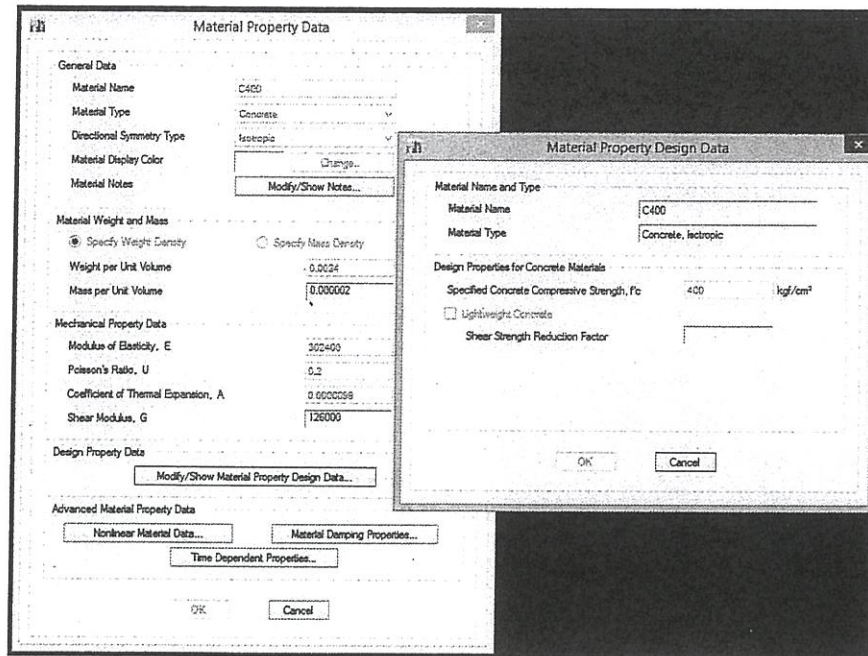 Material Property Data
General Data
Material Name C400
Material Type Concrete
Directional Symmetry Type Isotropic
Material Display Color Change...
Material Notes Modify/Show Notes...
Material Weight and Mass
Specify Weight Density Specify Mass Density
Weight per Unit Volume 0.0024
Mass per Unit Volume 0.000002
Mechanical Property Data
Modulus of Elasticity, E 302400
Poisson's Ratio, U 0.2
Coefficient of Thermal Expansion, A 0.0000099
Shear Modulus, G 126000
Design Property Data
Modify/Show Material Property Design Data...
Advanced Material Property Data
Nonlinear Material Data... Material Damping Properties...
Time Dependent Properties...
OK Cancel
Material Property Design Data
Material Name and Type
Material Name C400
Material Type Concrete, Isotropic
Design Properties for Concrete Materials
Specified Concrete Compressive Strength, f'c 400 kgf/cm²
Lightweight Concrete
Shear Strength Reduction Factor
OK Cancel